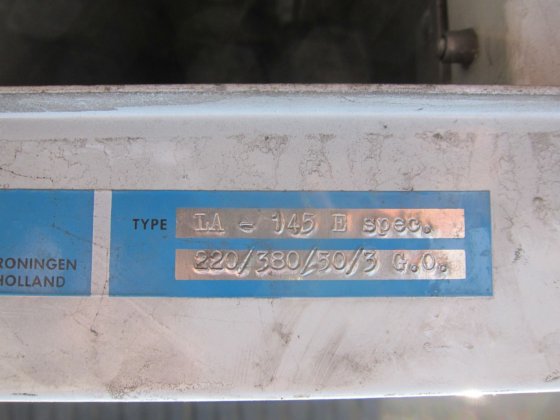 TYPE LA - 145 E spec.
220/380/50/3 G.O.
RONINGEN
HOLLAND